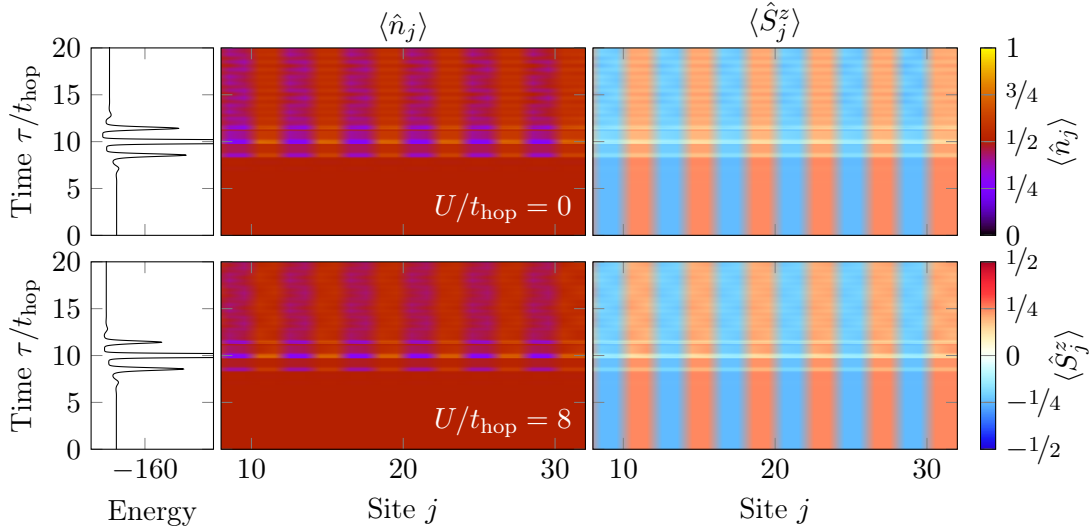 ⟨n̂_j⟩ ⟨Ŝ^z_j⟩
20
15
10
5
0
Time τ/t_hop
U/t_hop = 0
1
3/4
1/2
1/4
0
⟨n̂_j⟩
20
15
10
5
0
Time τ/t_hop
U/t_hop = 8
1/2
1/4
0
−1/4
−1/2
⟨Ŝ^z_j⟩
−160 10 20 30 10 20 30
Energy Site j Site j